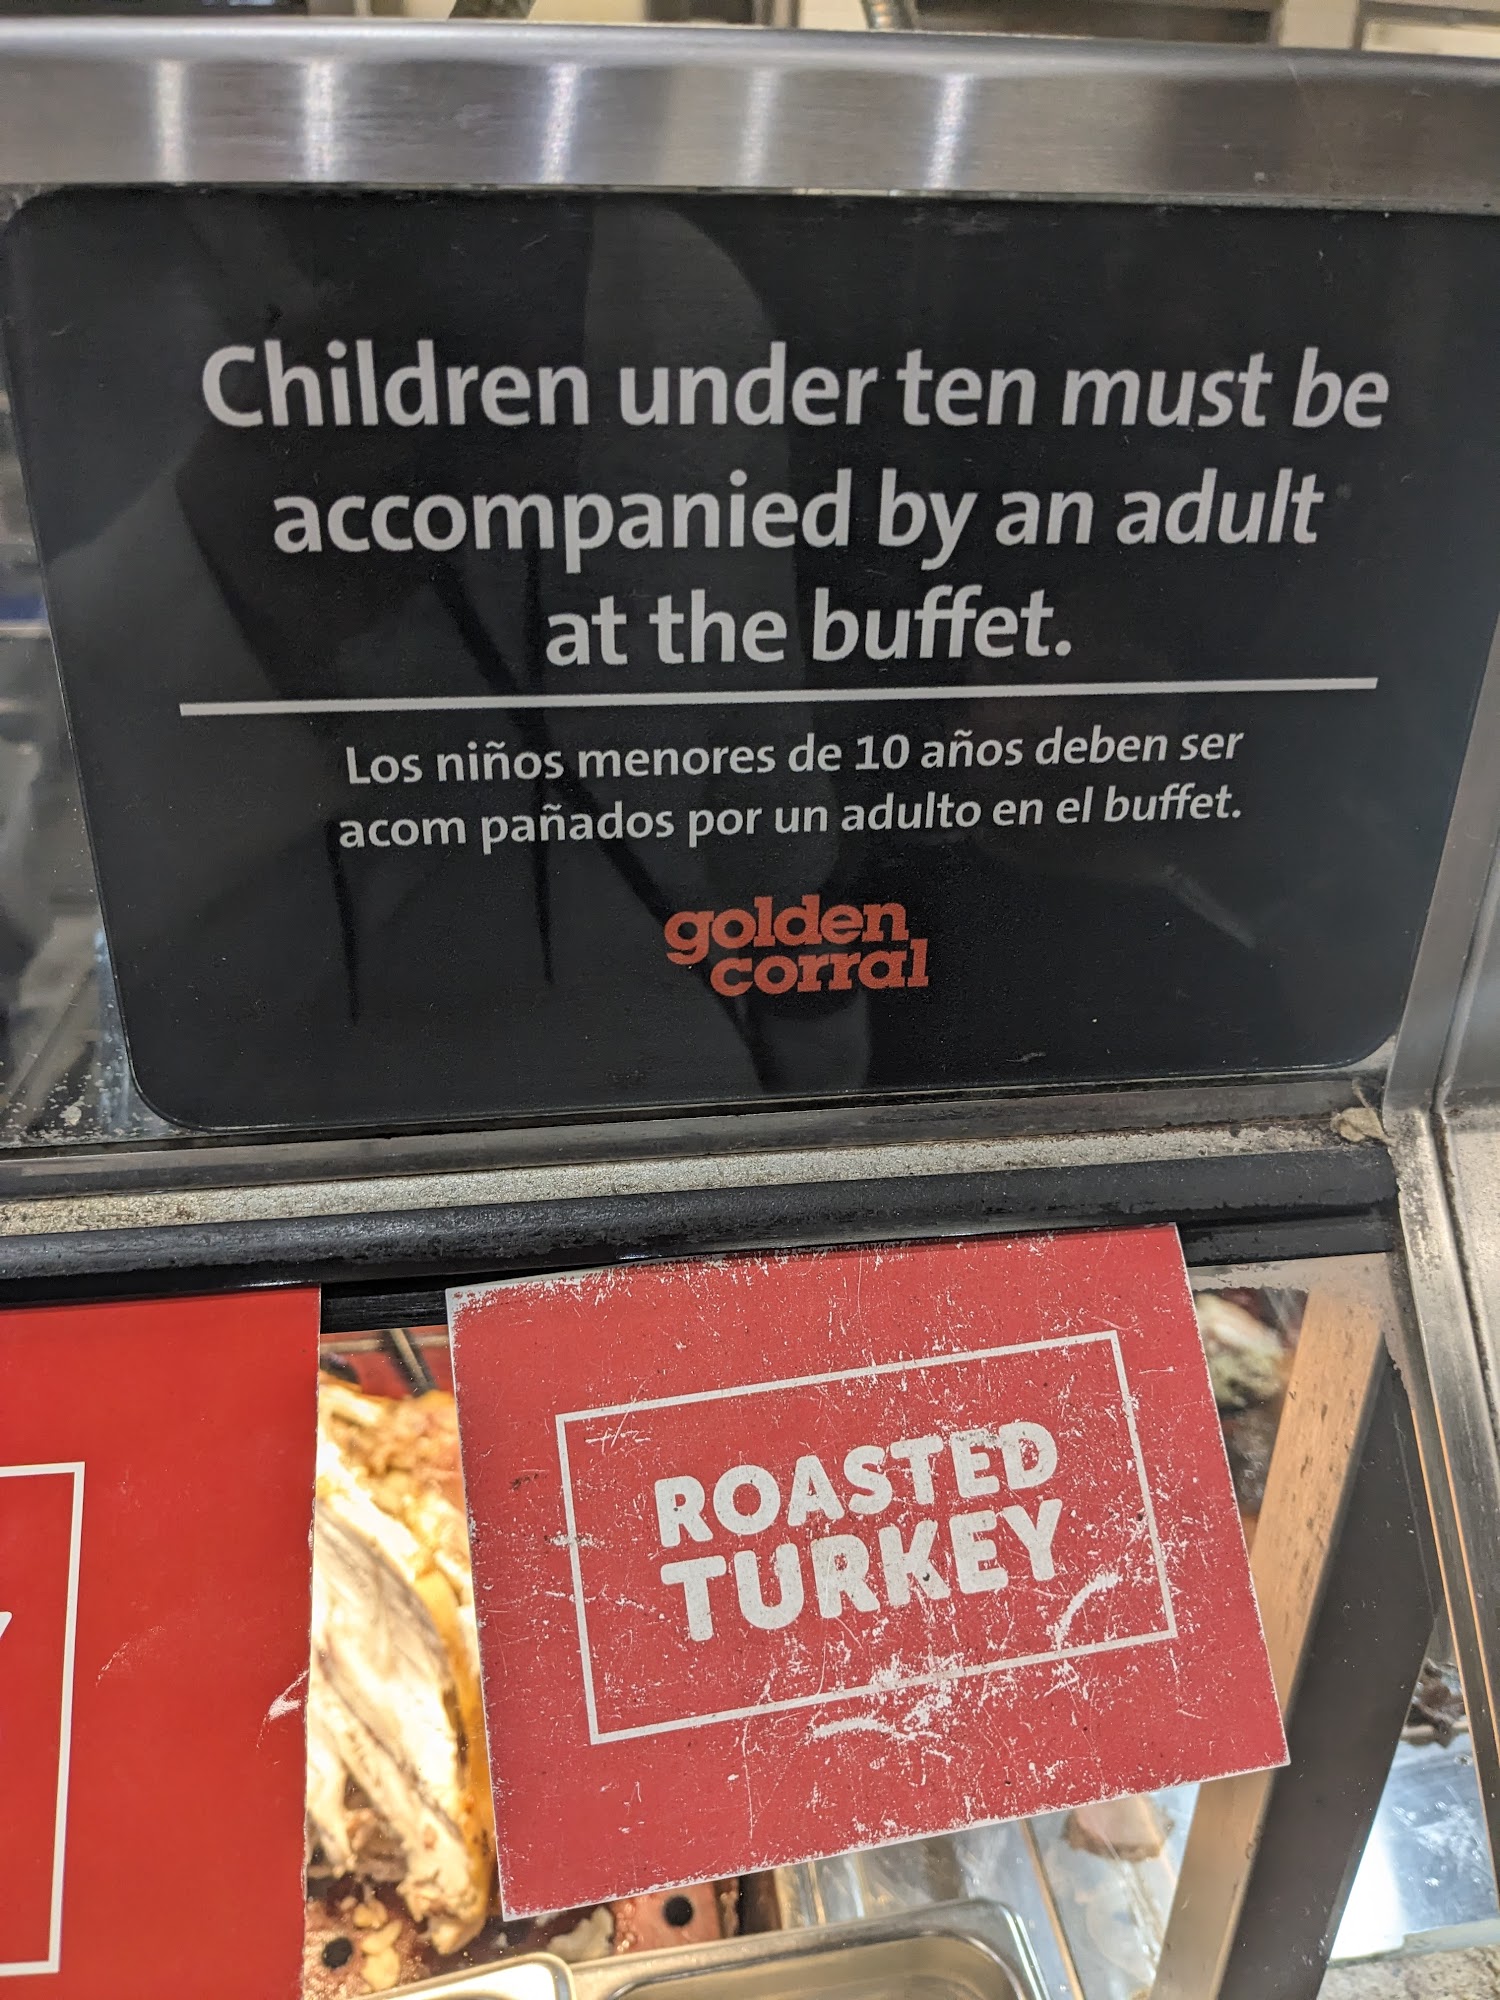 Children under ten must be
accompanied by an adult
at the buffet.
Los niños menores de 10 años deben ser
acom pañados por un adulto en el buffet.
golden
corral
ROASTED
TURKEY